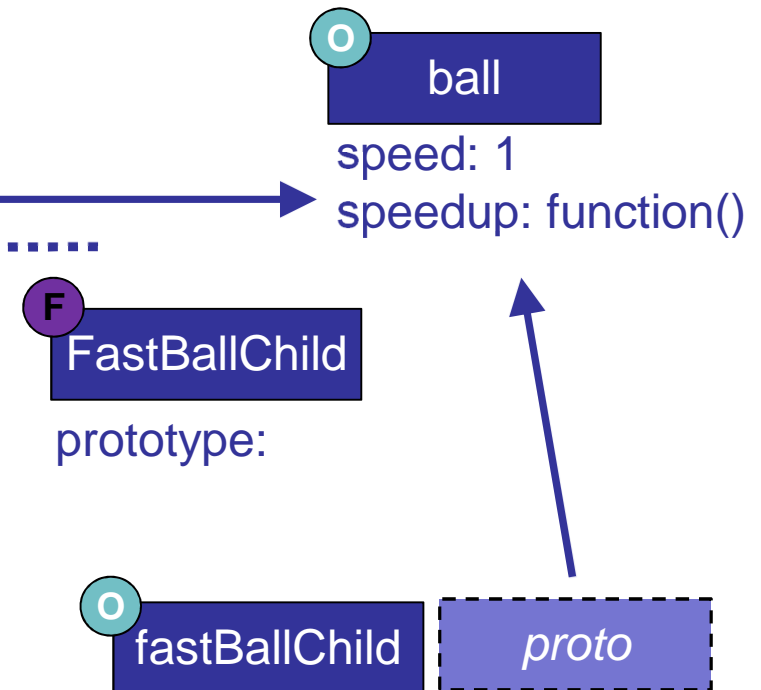 O
ball
speed: 1
speedup: function()
F
FastBallChild
prototype:
O
fastBallChild
proto